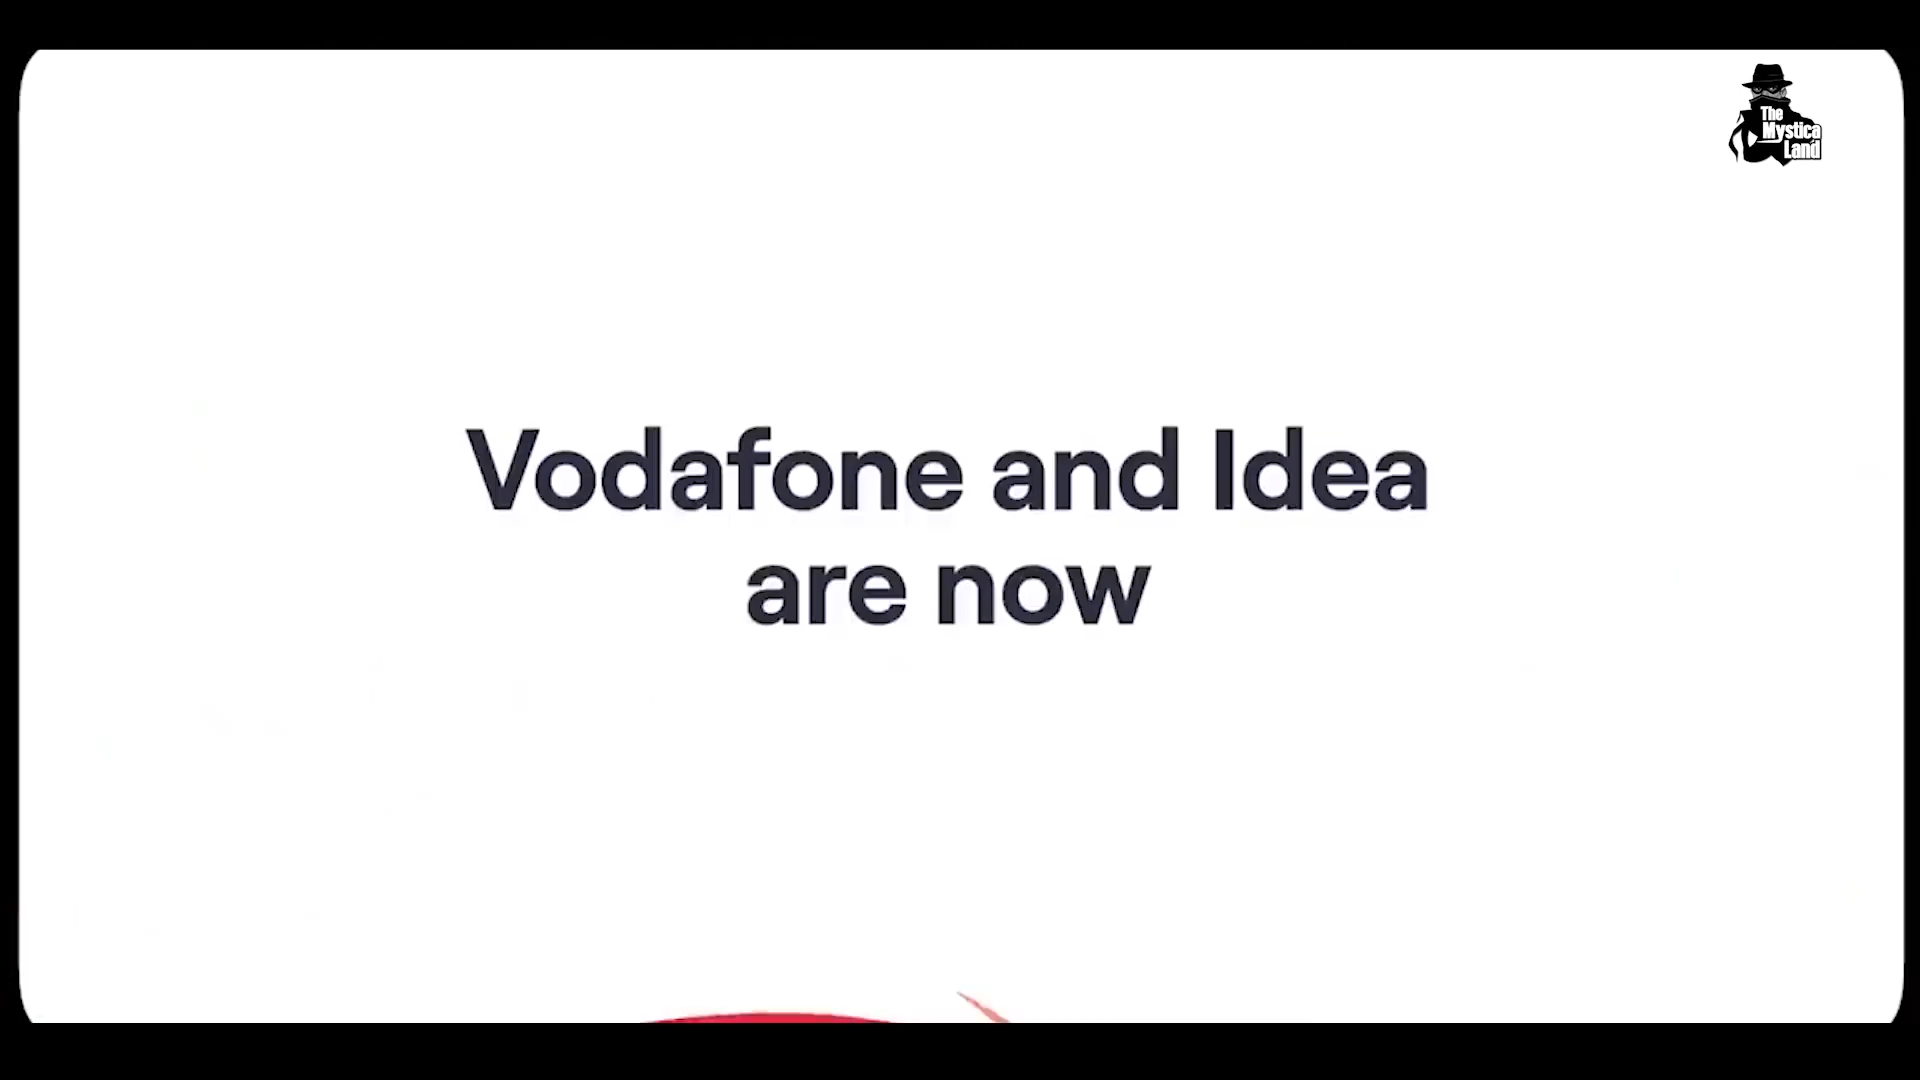 The
Mystica
Land
Vodafone and Idea
are now